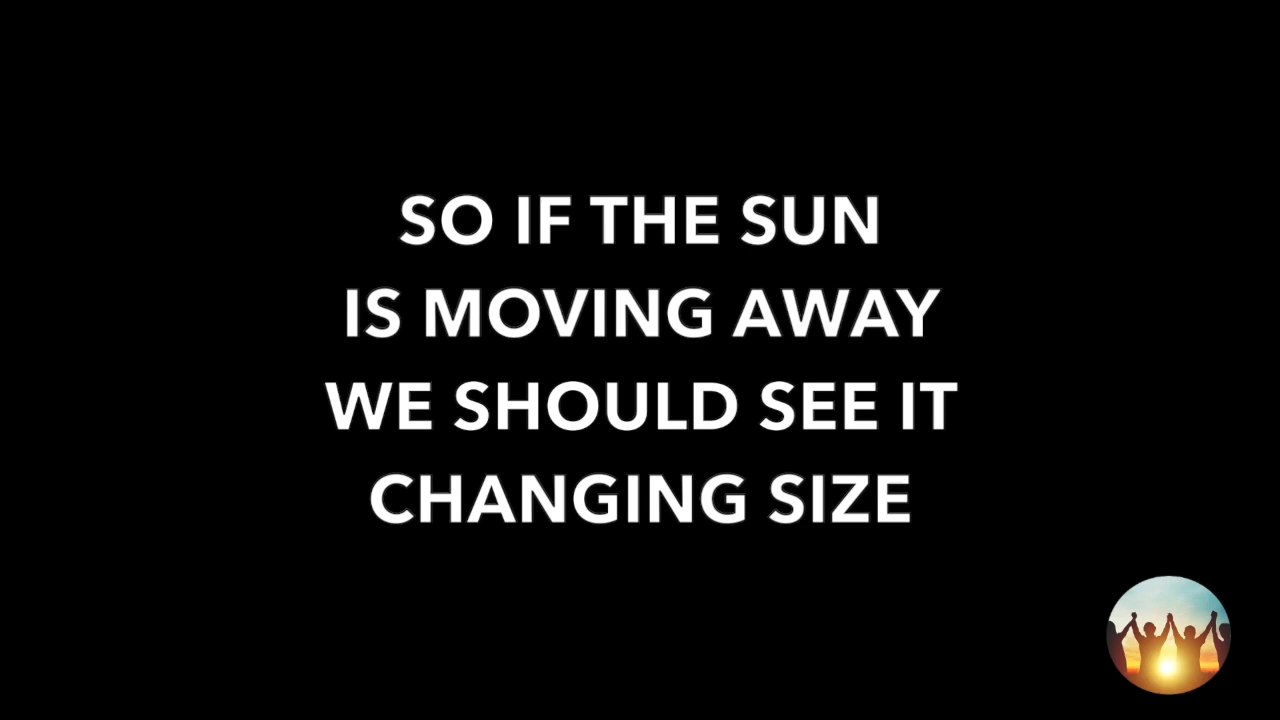 SO IF THE SUN
IS MOVING AWAY
WE SHOULD SEE IT
CHANGING SIZE